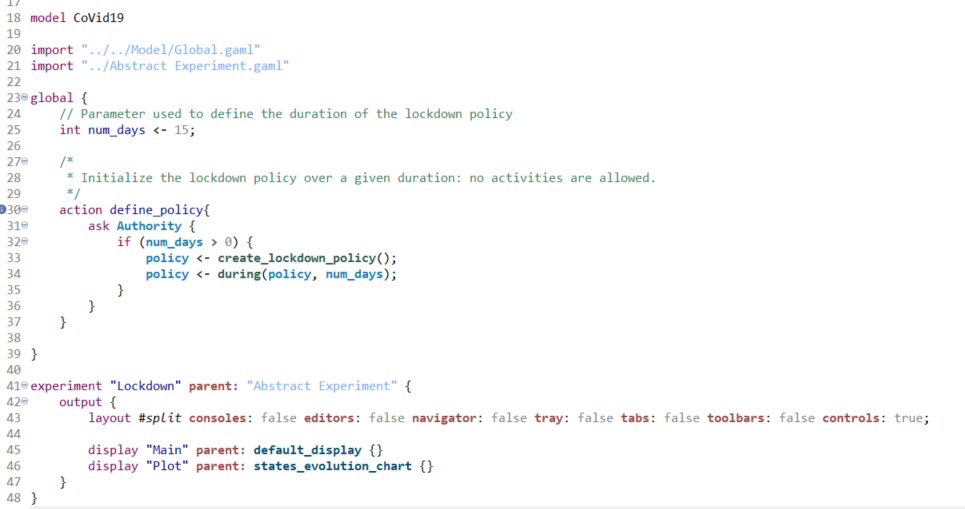 17
18 model CoVid19
19
20 import "../../Model/Global.gaml"
21 import "../Abstract Experiment.gaml"
22
23 global {
24     // Parameter used to define the duration of the lockdown policy
25     int num_days <- 15;
26
27     /*
28      * Initialize the lockdown policy over a given duration: no activities are allowed.
29      */
30     action define_policy{
31         ask Authority {
32             if (num_days > 0) {
33                 policy <- create_lockdown_policy();
34                 policy <- during(policy, num_days);
35             }
36         }
37     }
38
39 }
40
41 experiment "Lockdown" parent: "Abstract Experiment" {
42     output {
43         layout #split consoles: false editors: false navigator: false tray: false tabs: false toolbars: false controls: true;
44
45         display "Main" parent: default_display {}
46         display "Plot" parent: states_evolution_chart {}
47     }
48 }